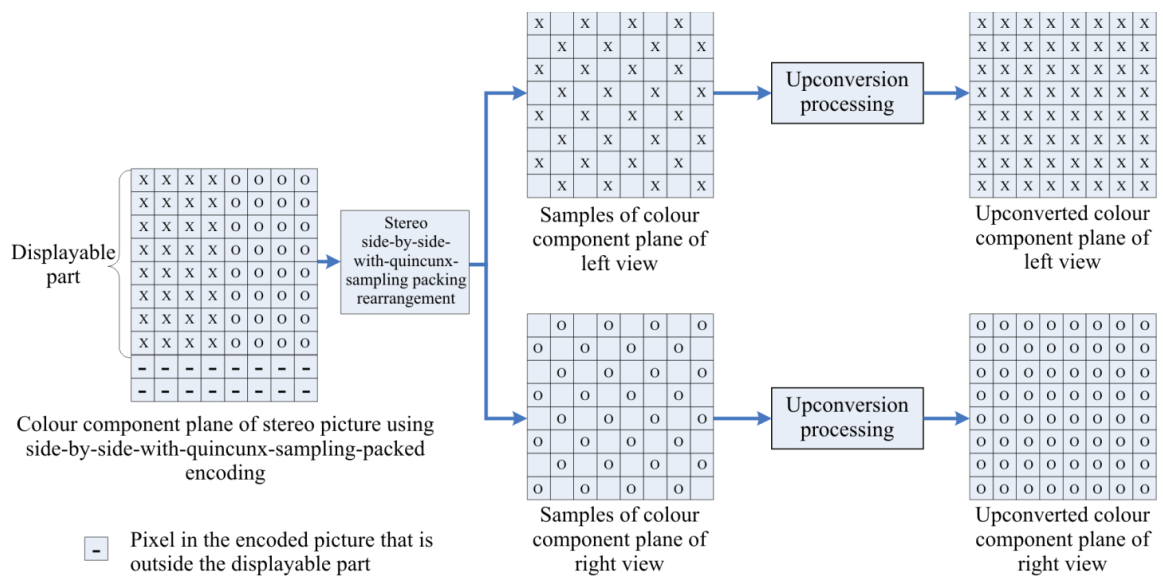 X X X X O O O O
X X X X O O O O
X X X X O O O O
X X X X O O O O
X X X X O O O O
X X X X O O O O
X X X X O O O O
X X X X O O O O
- - - - - - - -
- - - - - - - -
Displayable
part
Colour component plane of stereo picture using
side-by-side-with-quincunx-sampling-packed
encoding
-
Pixel in the encoded picture that is
outside the displayable part
Stereo
side-by-side-
with-quincunx-
sampling packing
rearrangement
X X X X
X X X X
X X X X
X X X X
X X X X
X X X X
X X X X
X X X X
Samples of colour
component plane of
left view
Upconversion
processing
X X X X X X X X
X X X X X X X X
X X X X X X X X
X X X X X X X X
X X X X X X X X
X X X X X X X X
X X X X X X X X
X X X X X X X X
Upconverted colour
component plane of
left view
O O O O
O O O O
O O O O
O O O O
O O O O
O O O O
O O O O
O O O O
Samples of colour
component plane of
right view
Upconversion
processing
O O O O O O O O
O O O O O O O O
O O O O O O O O
O O O O O O O O
O O O O O O O O
O O O O O O O O
O O O O O O O O
O O O O O O O O
Upconverted colour
component plane of
right view